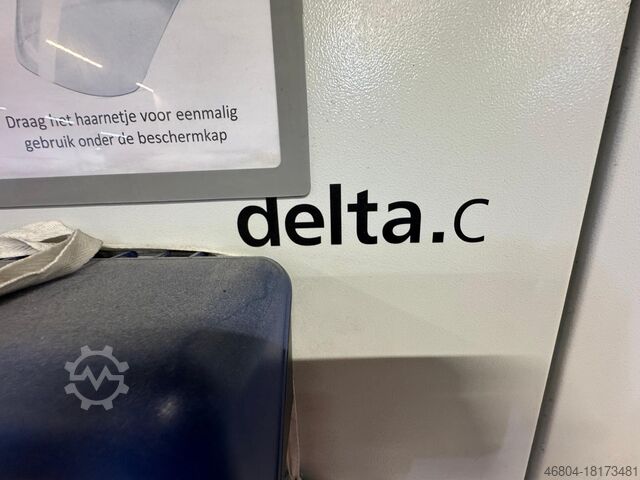 Draag het haarnetje voor eenmalig
gebruik onder de beschermkap
delta.c
46804-18173481